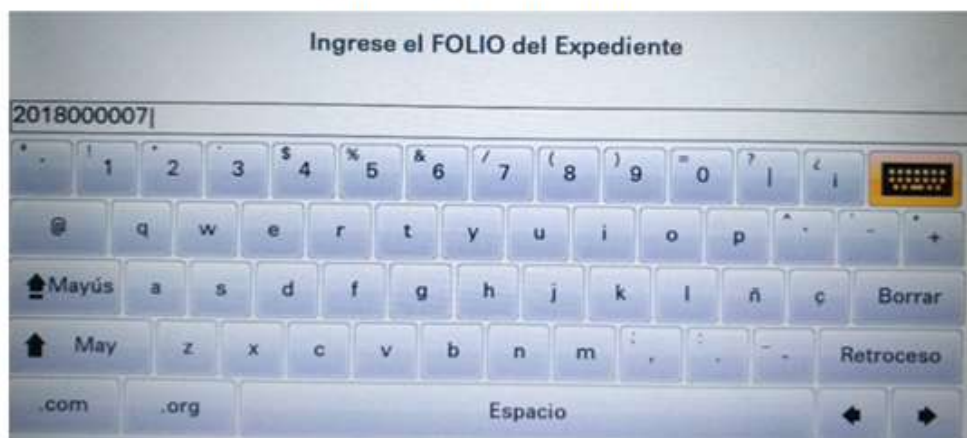 Ingrese el FOLIO del Expediente
2018000007
! 1 2 3 $ 4 % 5 & 6 / 7 ( 8 ) 9 = 0 ? | ¿ ¡
@ q w e r t y u i o p +
Mayús a s d f g h j k l ñ ç Borrar
May z x c v b n m ; , : . _ - Retroceso
.com .org Espacio